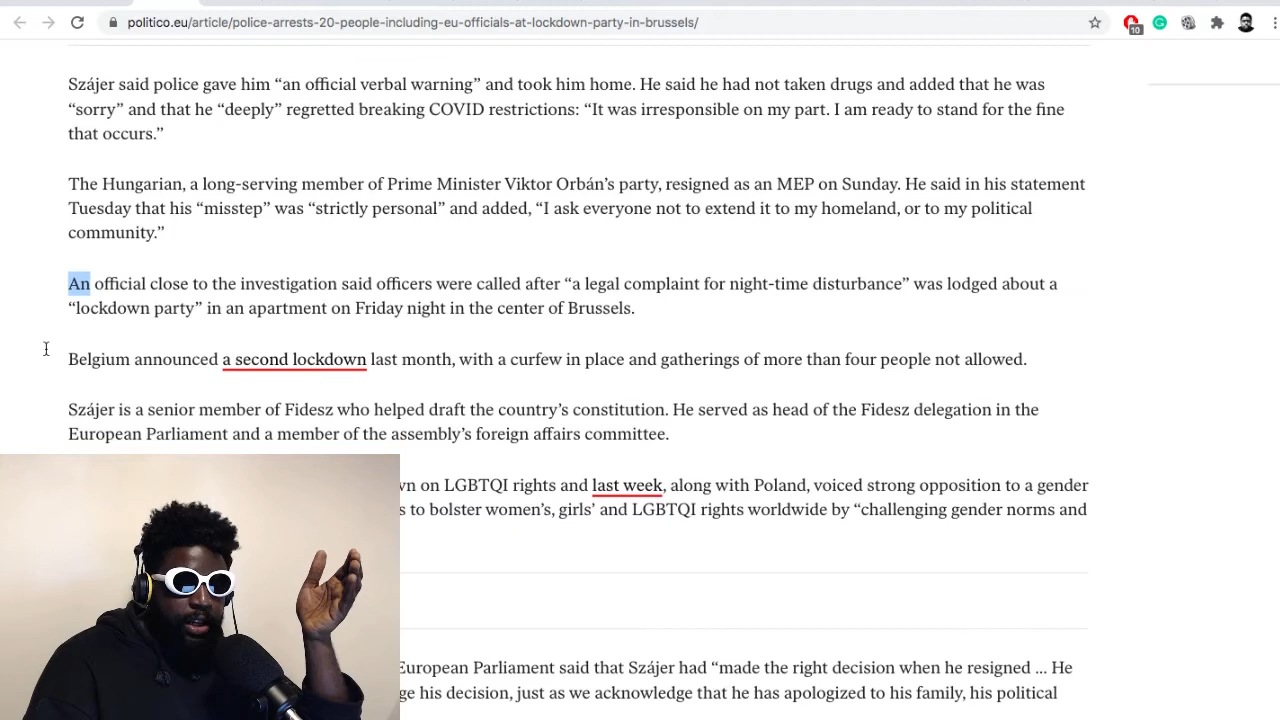 politico.eu/article/police-arrests-20-people-including-eu-officials-at-lockdown-party-in-brussels/
10
Szájer said police gave him “an official verbal warning” and took him home. He said he had not taken drugs and added that he was
“sorry” and that he “deeply” regretted breaking COVID restrictions: “It was irresponsible on my part. I am ready to stand for the fine
that occurs.”
The Hungarian, a long-serving member of Prime Minister Viktor Orbán’s party, resigned as an MEP on Sunday. He said in his statement
Tuesday that his “misstep” was “strictly personal” and added, “I ask everyone not to extend it to my homeland, or to my political
community.”
An official close to the investigation said officers were called after “a legal complaint for night-time disturbance” was lodged about a
“lockdown party” in an apartment on Friday night in the center of Brussels.
Belgium announced a second lockdown last month, with a curfew in place and gatherings of more than four people not allowed.
Szájer is a senior member of Fidesz who helped draft the country’s constitution. He served as head of the Fidesz delegation in the
European Parliament and a member of the assembly’s foreign affairs committee.
on LGBTQI rights and last week, along with Poland, voiced strong opposition to a gender
to bolster women’s, girls’ and LGBTQI rights worldwide by “challenging gender norms and
European Parliament said that Szájer had “made the right decision when he resigned ... He
his decision, just as we acknowledge that he has apologized to his family, his political